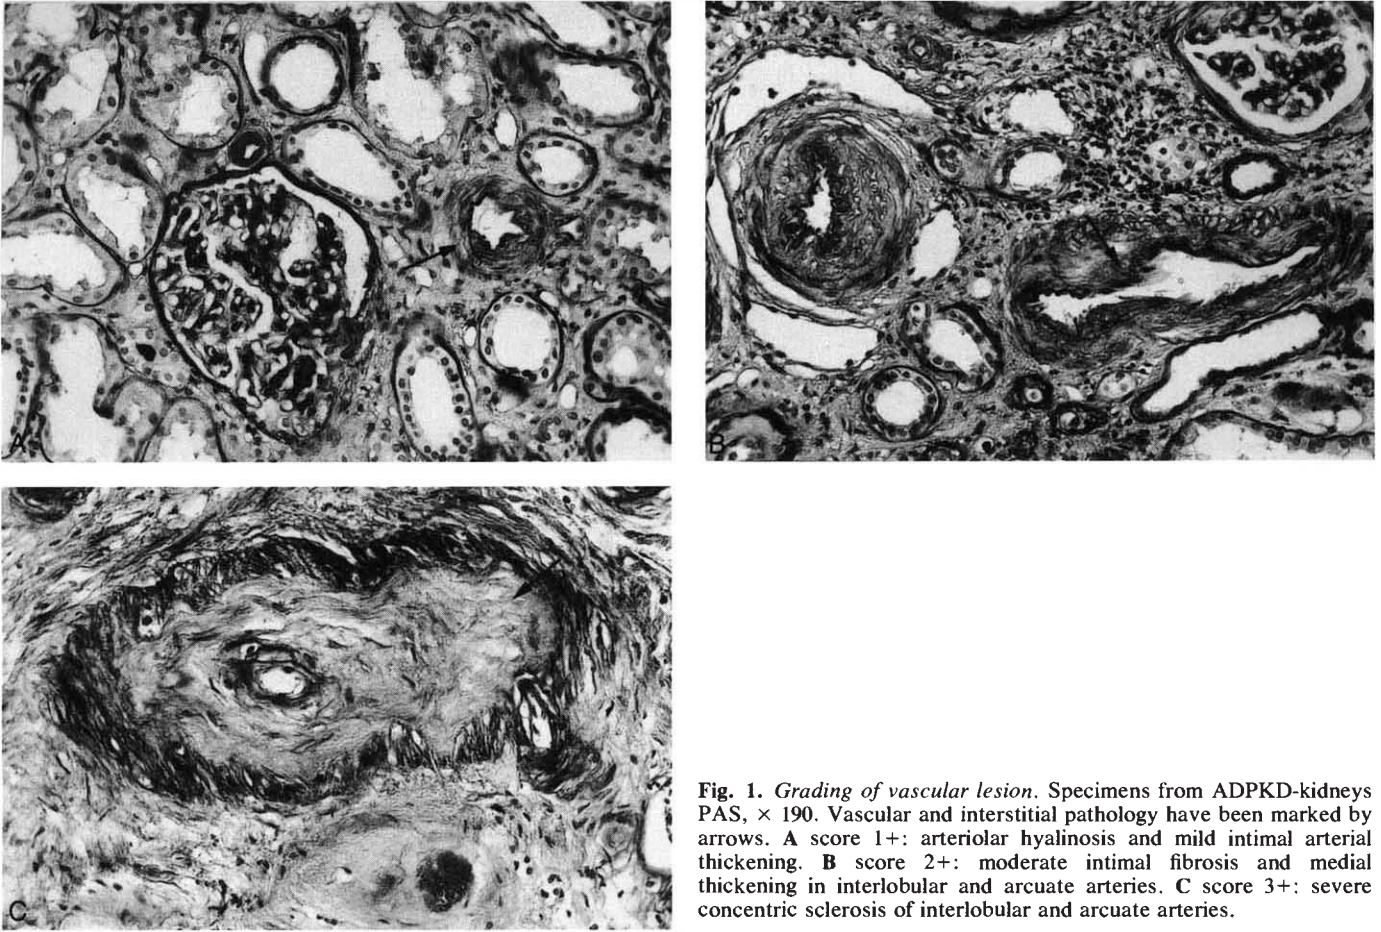 A
B
C
Fig. 1. Grading of vascular lesion. Specimens from ADPKD-kidneys
PAS, × 190. Vascular and interstitial pathology have been marked by
arrows. A score 1+: arteriolar hyalinosis and mild intimal arterial
thickening. B score 2+: moderate intimal fibrosis and medial
thickening in interlobular and arcuate arteries. C score 3+: severe
concentric sclerosis of interlobular and arcuate arteries.